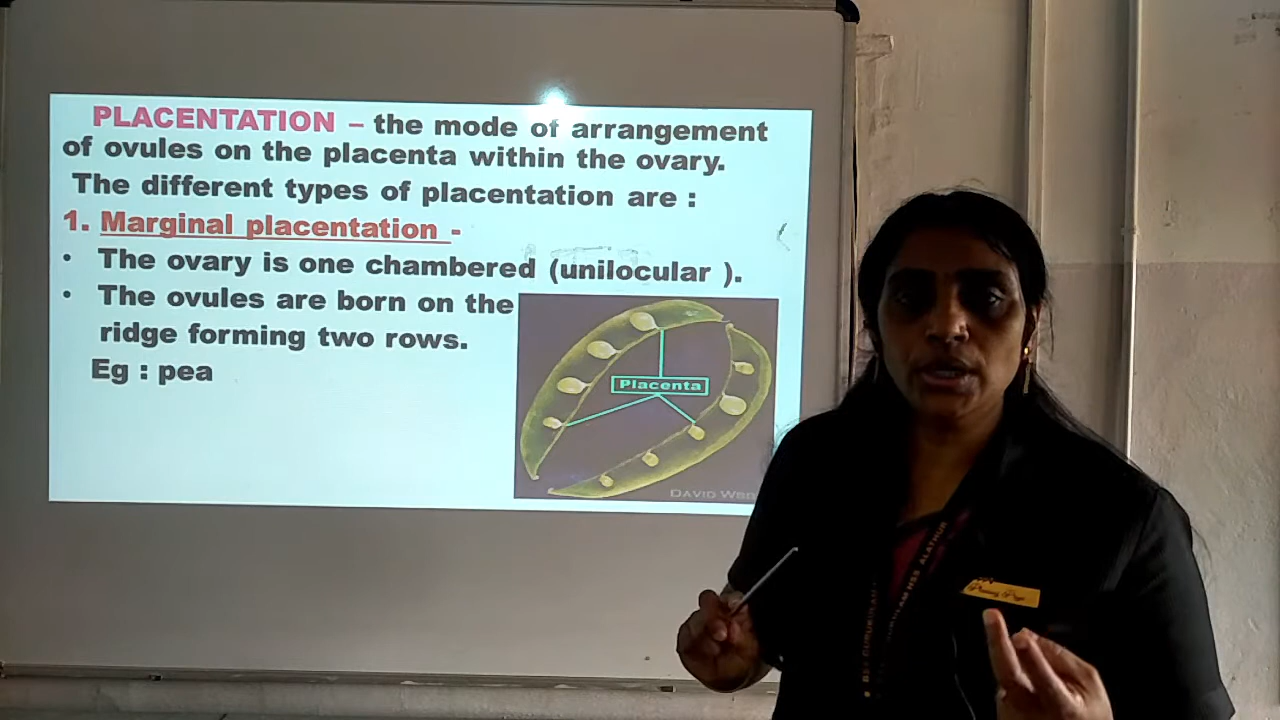 PLACENTATION – the mode of arrangement
of ovules on the placenta within the ovary.
The different types of placentation are :
1. Marginal placentation -
• The ovary is one chambered (unilocular ).
• The ovules are born on the
ridge forming two rows.
Eg : pea
Placenta
DAVID
HSS ALATHUR